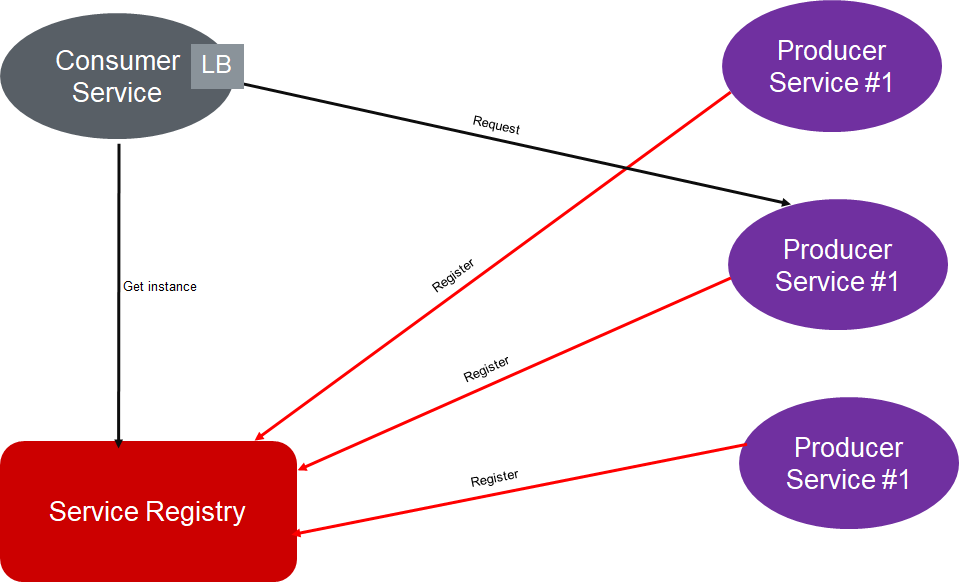 Consumer
Service
LB
Producer
Service #1
Request
Producer
Service #1
Register
Get instance
Register
Producer
Service #1
Register
Service Registry